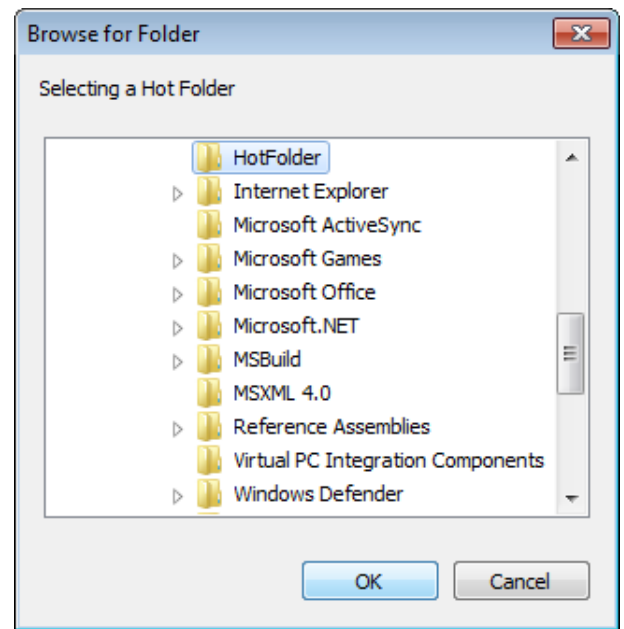 Browse for Folder
Selecting a Hot Folder
HotFolder
Internet Explorer
Microsoft ActiveSync
Microsoft Games
Microsoft Office
Microsoft.NET
MSBuild
MSXML 4.0
Reference Assemblies
Virtual PC Integration Components
Windows Defender
OK Cancel